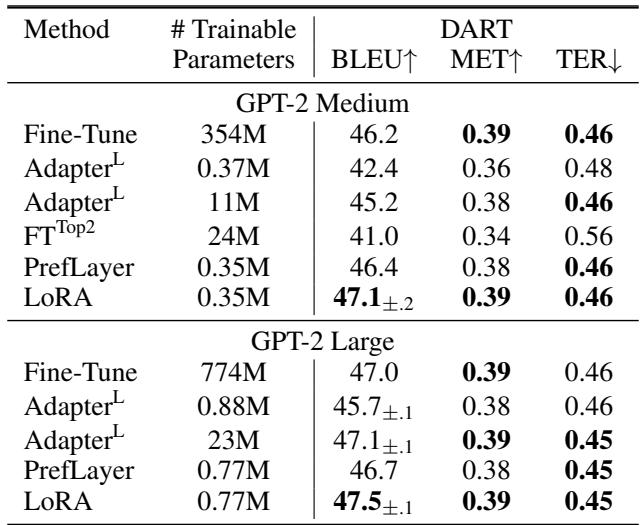 Method # Trainable DART
Parameters BLEU↑ MET↑ TER↓
GPT-2 Medium
Fine-Tune 354M 46.2 0.39 0.46
Adapter^L 0.37M 42.4 0.36 0.48
Adapter^L 11M 45.2 0.38 0.46
FT^Top2 24M 41.0 0.34 0.56
PrefLayer 0.35M 46.4 0.38 0.46
LoRA 0.35M 47.1±.2 0.39 0.46
GPT-2 Large
Fine-Tune 774M 47.0 0.39 0.46
Adapter^L 0.88M 45.7±.1 0.38 0.46
Adapter^L 23M 47.1±.1 0.39 0.45
PrefLayer 0.77M 46.7 0.38 0.45
LoRA 0.77M 47.5±.1 0.39 0.45